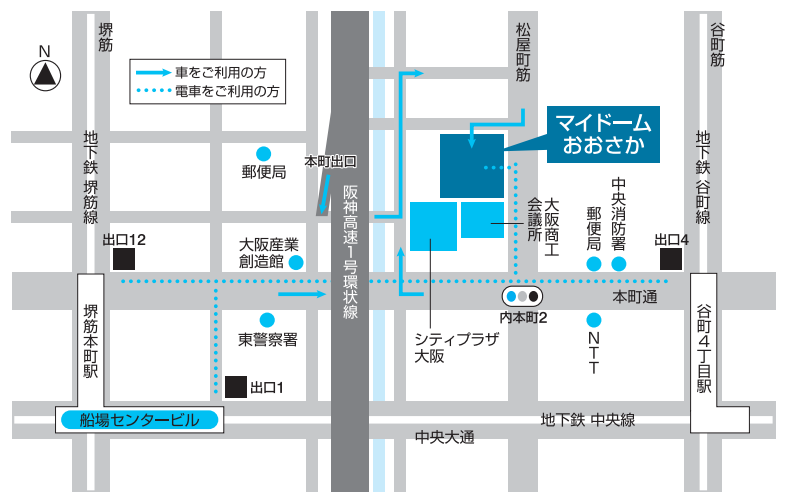 堺筋
松屋町筋
谷町筋
N
車をご利用の方
電車をご利用の方
マイドーム
おおさか
地下鉄 堺筋線
郵便局
本町出口
阪神高速1号環状線
大阪商工
会議所
郵便局
中央消防署
地下鉄 谷町線
出口12
大阪産業
創造館
出口4
本町通
堺筋本町駅
東警察署
シティプラザ
大阪
内本町2
NTT
谷町4丁目駅
出口1
船場センタービル
中央大通
地下鉄 中央線